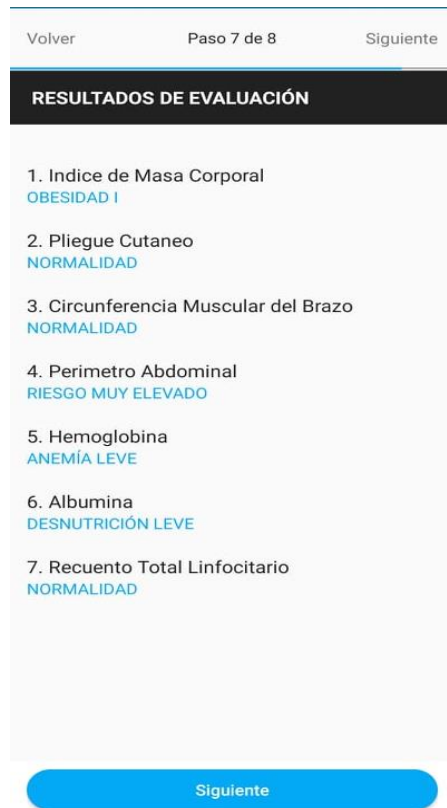 Volver Paso 7 de 8 Siguiente
RESULTADOS DE EVALUACIÓN
1. Indice de Masa Corporal
OBESIDAD I
2. Pliegue Cutaneo
NORMALIDAD
3. Circunferencia Muscular del Brazo
NORMALIDAD
4. Perimetro Abdominal
RIESGO MUY ELEVADO
5. Hemoglobina
ANEMÍA LEVE
6. Albumina
DESNUTRICIÓN LEVE
7. Recuento Total Linfocitario
NORMALIDAD
Siguiente